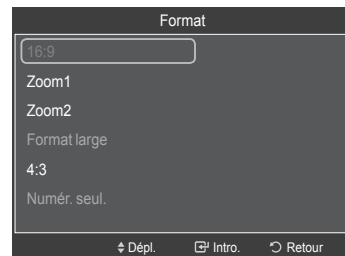 Format
16:9
Zoom1
Zoom2
Format large
4:3
Numér. seul.
Dépl. Intro. Retour